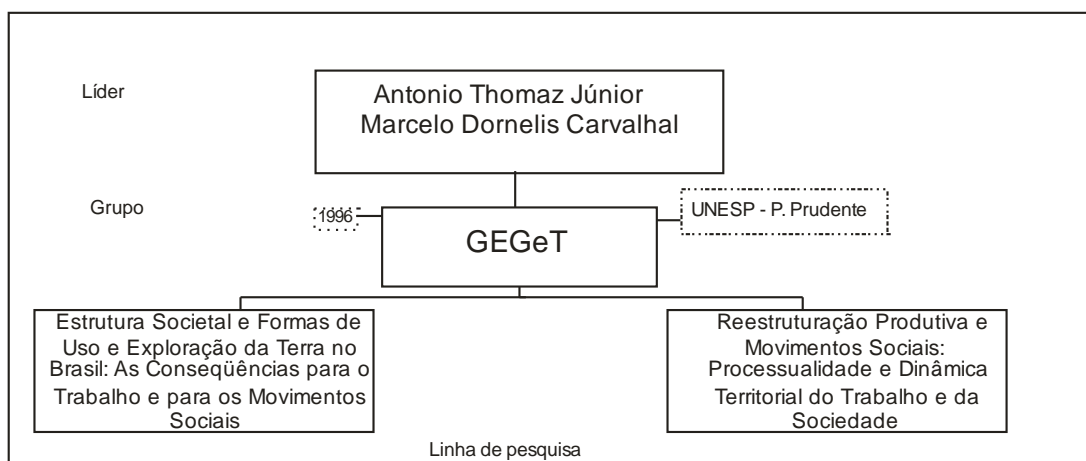 Líder
Antonio Thomaz Júnior
Marcelo Dornelis Carvalhal
Grupo
1996
UNESP - P. Prudente
GEGeT
Estrutura Societal e Formas de
Uso e Exploração da Terra no
Brasil: As Conseqüências para o
Trabalho e para os Movimentos
Sociais
Reestruturação Produtiva e
Movimentos Sociais:
Processualidade e Dinâmica
Territorial do Trabalho e da
Sociedade
Linha de pesquisa